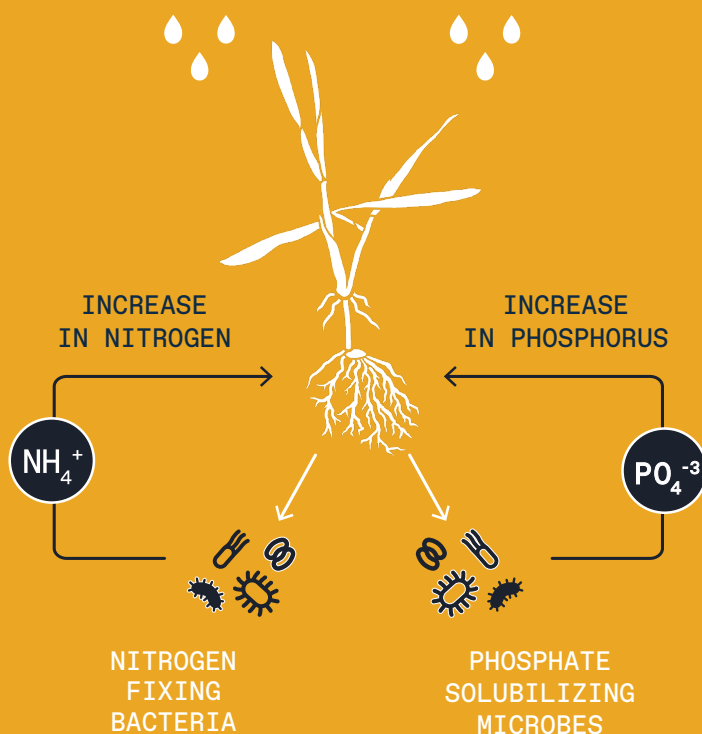 INCREASE
IN NITROGEN
INCREASE
IN PHOSPHORUS
NH₄⁺
PO₄⁻³
NITROGEN
FIXING
BACTERIA
PHOSPHATE
SOLUBILIZING
MICROBES